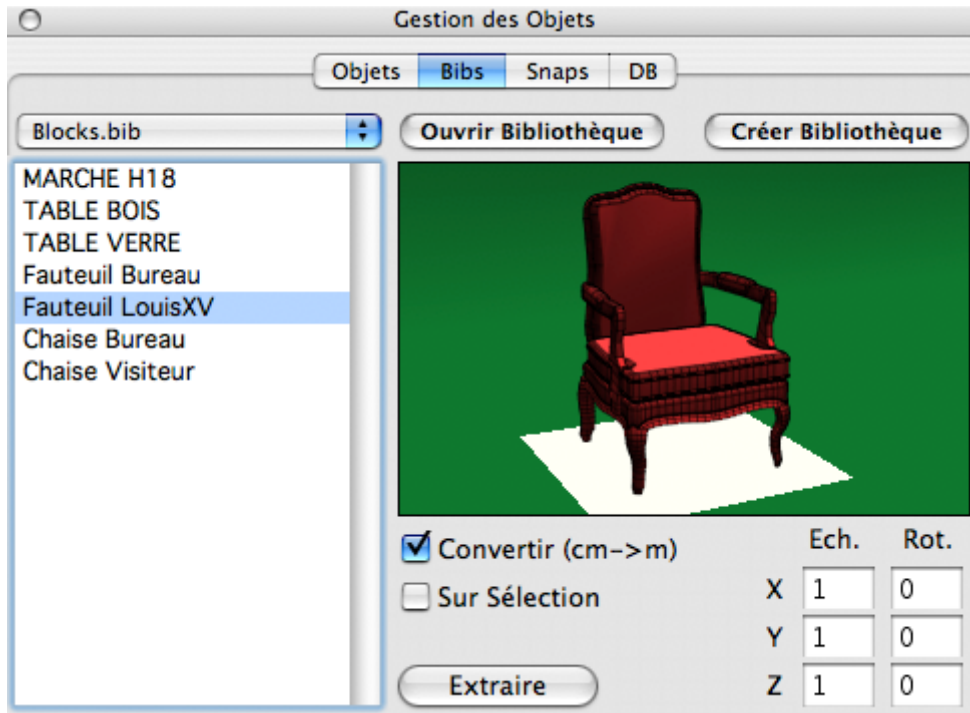 Gestion des Objets
Objets Bibs Snaps DB
Blocks.bib Ouvrir Bibliothèque Créer Bibliothèque
MARCHE H18
TABLE BOIS
TABLE VERRE
Fauteuil Bureau
Fauteuil LouisXV
Chaise Bureau
Chaise Visiteur
Convertir (cm->m) Ech. Rot.
Sur Sélection X 1 0
Y 1 0
Extraire Z 1 0